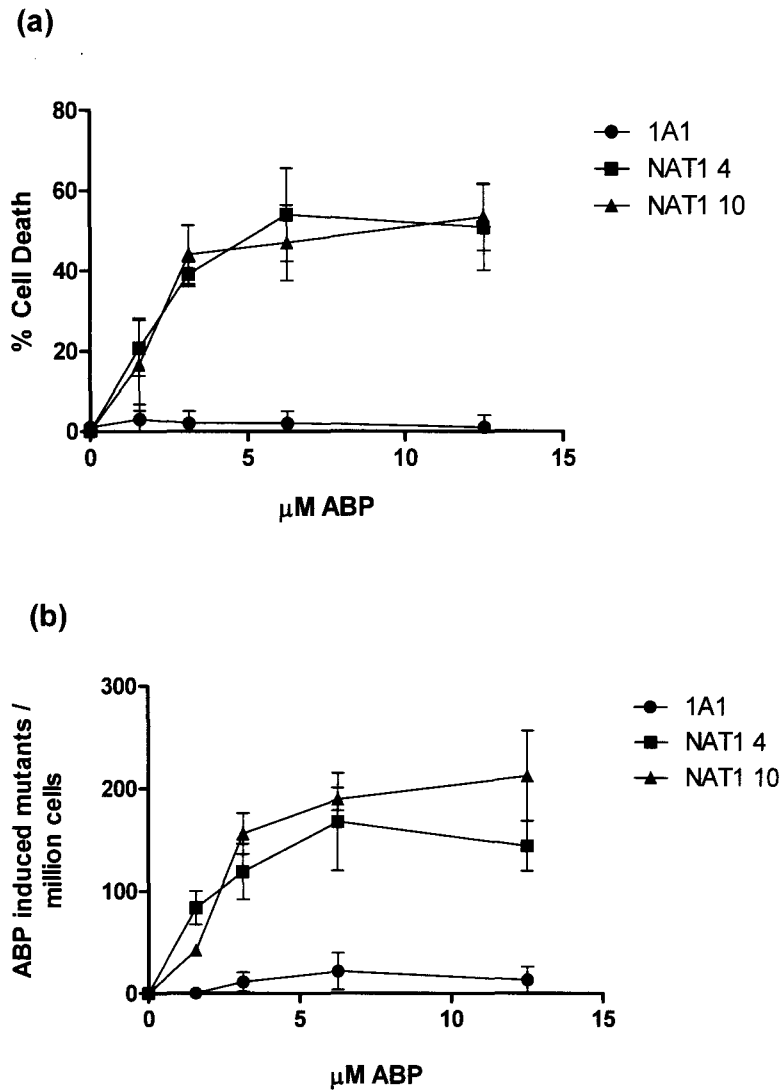 (a)
80
60
40
20
0
% Cell Death
0 5 10 15
μM ABP
1A1
NAT1 4
NAT1 10
(b)
300
200
100
0
ABP induced mutants /
million cells
0 5 10 15
μM ABP
1A1
NAT1 4
NAT1 10